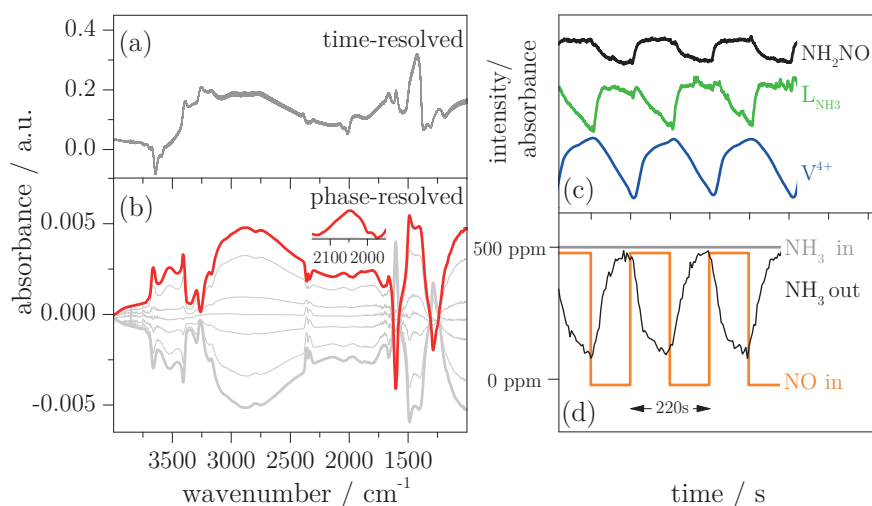 (a)
time-resolved
0.4
0.2
0.0
absorbance / a.u.
(b)
phase-resolved
2100 2000
0.005
0.000
-0.005
3500 3000 2500 2000 1500
wavenumber / cm⁻¹
NH₂NO
L_NH3
V⁴⁺
intensity/
absorbance
(c)
500 ppm
NH₃ in
NH₃ out
0 ppm
NO in
220s
(d)
time / s